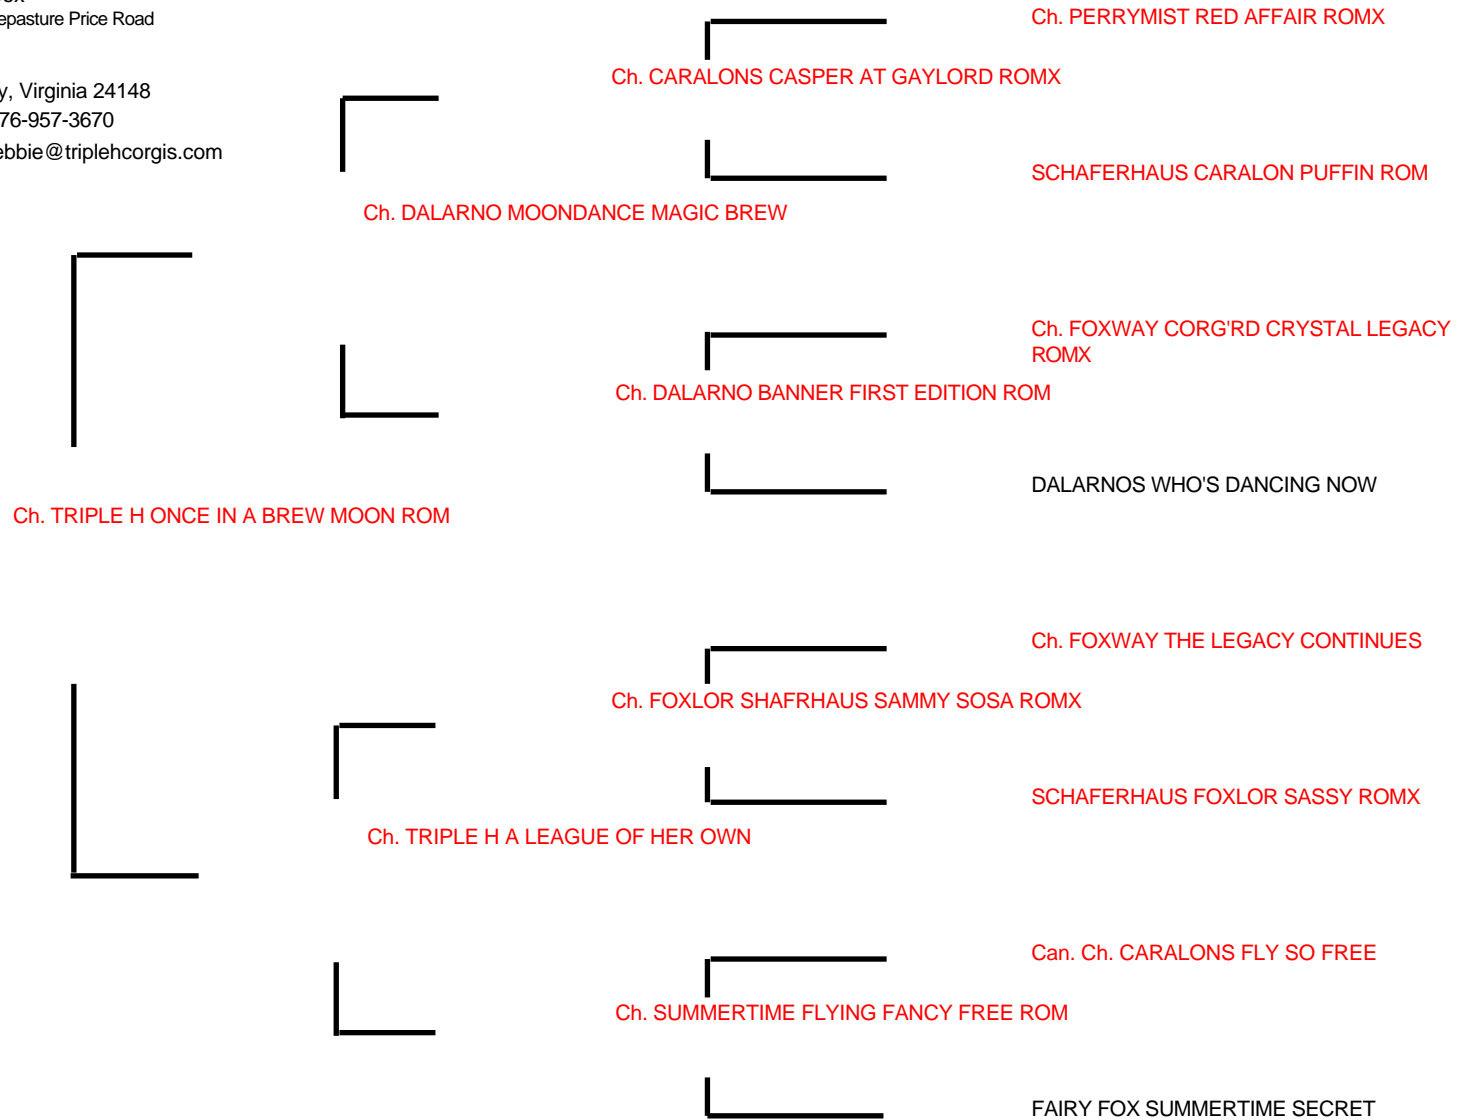 epasture Price Road
y, Virginia 24148
76-957-3670
ebbie@triplehcorgis.com
Ch. PERRYMIST RED AFFAIR ROMX
Ch. CARALONS CASPER AT GAYLORD ROMX
SCHAFERHAUS CARALON PUFFIN ROM
Ch. DALARNO MOONDANCE MAGIC BREW
Ch. FOXWAY CORG'RD CRYSTAL LEGACY
ROMX
Ch. DALARNO BANNER FIRST EDITION ROM
DALARNOS WHO'S DANCING NOW
Ch. TRIPLE H ONCE IN A BREW MOON ROM
Ch. FOXWAY THE LEGACY CONTINUES
Ch. FOXLOR SHAFRHAUS SAMMY SOSA ROMX
SCHAFERHAUS FOXLOR SASSY ROMX
Ch. TRIPLE H A LEAGUE OF HER OWN
Can. Ch. CARALONS FLY SO FREE
Ch. SUMMERTIME FLYING FANCY FREE ROM
FAIRY FOX SUMMERTIME SECRET